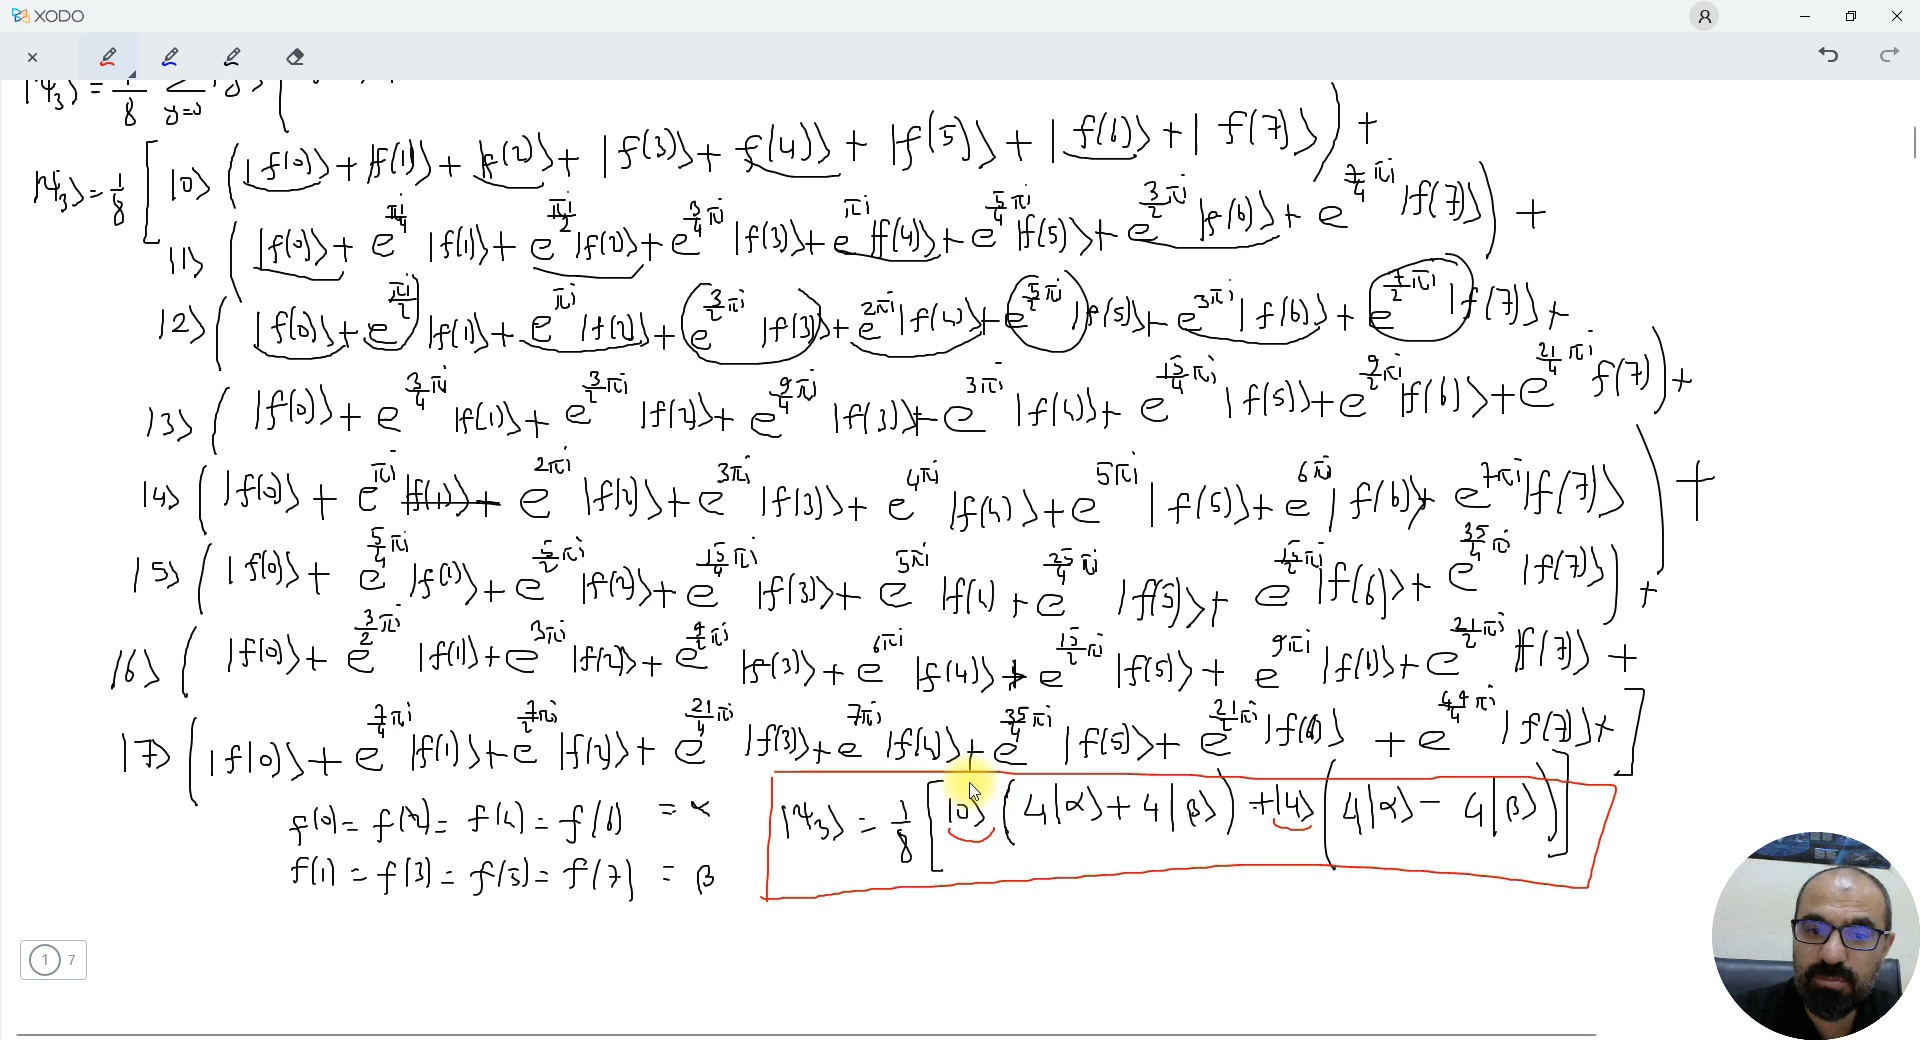 XODO
|ψ₃⟩ = 1/8 Σ y=0
|ψ₃⟩ = 1/8 [ |0⟩ ( |f(0)⟩ + |f(1)⟩ + |f(2)⟩ + |f(3)⟩ + f(4)⟩ + |f(5)⟩ + | f(6)⟩ + | f(7)⟩ ) +
|1⟩ ( |f(0)⟩ + e^{πi/4} |f(1)⟩ + e^{πi/2} |f(2)⟩ + e^{3/4 πi} |f(3)⟩ + e^{πi} |f(4)⟩ + e^{5/4 πi} |f(5)⟩ + e^{3/2 πi} |f(6)⟩ + e^{7/4 πi} |f(7)⟩ ) +
|2⟩ ( |f(0)⟩ + e^{πi/2} |f(1)⟩ + e^{πi} |f(2)⟩ + e^{3/2 πi} |f(3)⟩ + e^{2πi} |f(4)⟩ + e^{5/2 πi} |f(5)⟩ + e^{3πi} |f(6)⟩ + e^{7/2 πi} |f(7)⟩ +
|3⟩ ( |f(0)⟩ + e^{3/4 πi} |f(1)⟩ + e^{3/2 πi} |f(2)⟩ + e^{9/4 πi} |f(3)⟩ + e^{3πi} |f(4)⟩ + e^{15/4 πi} |f(5)⟩ + e^{9/2 πi} |f(6)⟩ + e^{21/4 πi} f(7)⟩ ) +
|4⟩ ( |f(0)⟩ + e^{πi} |f(1)⟩ + e^{2πi} |f(2)⟩ + e^{3πi} |f(3)⟩ + e^{4πi} |f(4)⟩ + e^{5πi} |f(5)⟩ + e^{6πi} | f(6)⟩ + e^{7πi} |f(7)⟩ ) +
|5⟩ ( |f(0)⟩ + e^{5/4 πi} |f(1)⟩ + e^{5/2 πi} |f(2)⟩ + e^{15/4 πi} |f(3)⟩ + e^{5πi} |f(4) + e^{25/4 πi} |f(5)⟩ + e^{15/2 πi} |f(6)⟩ + e^{35/4 πi} |f(7)⟩ ) +
|6⟩ ( |f(0)⟩ + e^{3/2 πi} |f(1)⟩ + e^{3πi} |f(2)⟩ + e^{9/2 πi} |f(3)⟩ + e^{6πi} |f(4)⟩ + e^{15/2 πi} |f(5)⟩ + e^{9πi} |f(6)⟩ + e^{21/2 πi} |f(7)⟩ +
|7⟩ ( |f(0)⟩ + e^{7/4 πi} |f(1)⟩ + e^{7/2 πi} |f(2)⟩ + e^{21/4 πi} |f(3)⟩ + e^{7πi} |f(4)⟩ + e^{35/4 πi} |f(5)⟩ + e^{21/2 πi} |f(6)⟩ + e^{49/4 πi} |f(7)⟩ ]
f(0) = f(2) = f(4) = f(6) = α
f(1) = f(3) = f(5) = f(7) = β
|ψ₃⟩ = 1/8 [ |0⟩ ( 4|α⟩ + 4|β⟩ ) + |4⟩ ( 4|α⟩ − 4|β⟩ ) ]
1 7